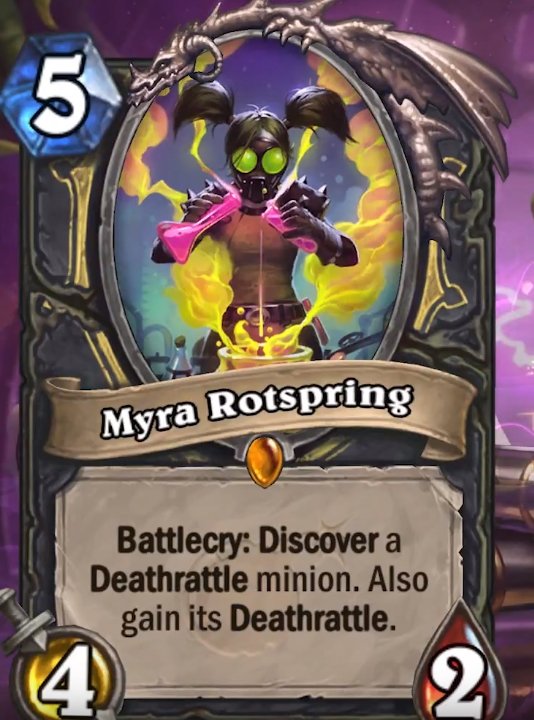 5
Myra Rotspring
Battlecry: Discover a
Deathrattle minion. Also
gain its Deathrattle.
4
2